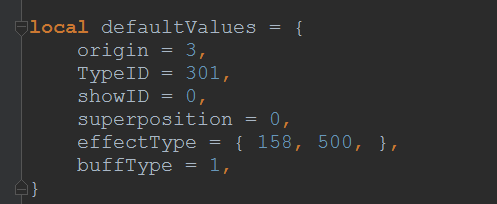 local defaultValues = {
    origin = 3,
    TypeID = 301,
    showID = 0,
    superposition = 0,
    effectType = { 158, 500, },
    buffType = 1,
}